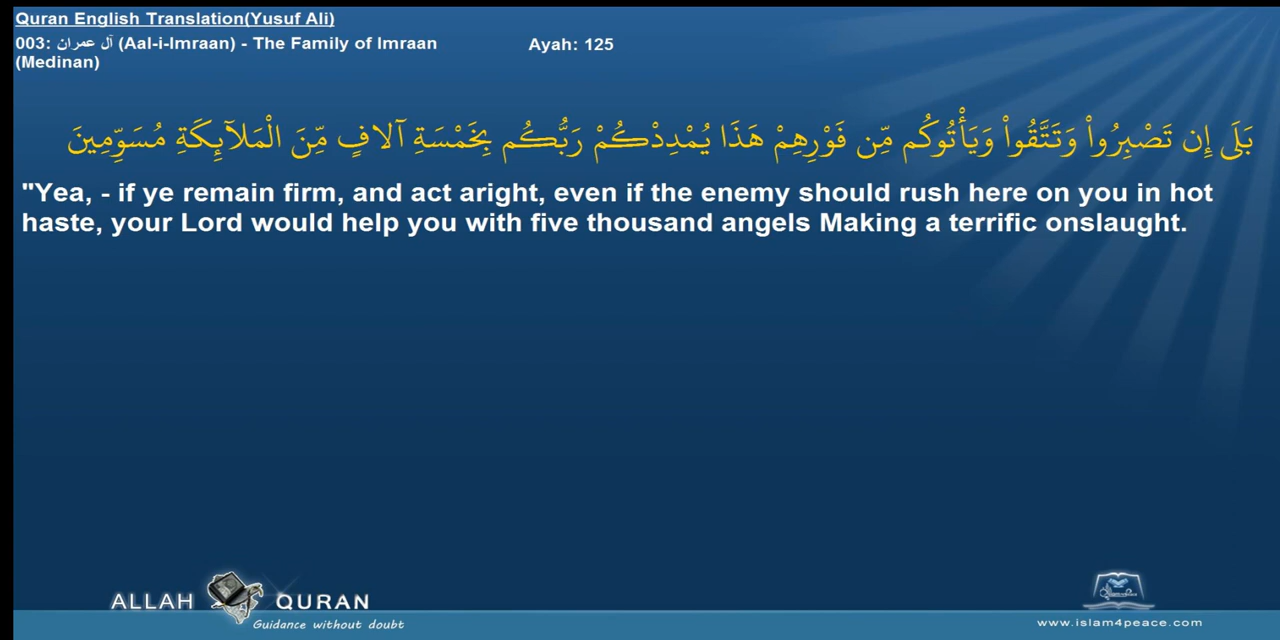 Quran English Translation(Yusuf Ali)
003: آل عمران (Aal-i-Imraan) - The Family of Imraan
(Medinan)
Ayah: 125
بَلَى إِن تَصْبِرُواْ وَتَتَّقُواْ وَيَأْتُوكُم مِّن فَوْرِهِمْ هَذَا يُمْدِدْكُمْ رَبُّكُم بِخَمْسَةِ آلافٍ مِّنَ الْمَلآئِكَةِ مُسَوِّمِينَ
"Yea, - if ye remain firm, and act aright, even if the enemy should rush here on you in hot
haste, your Lord would help you with five thousand angels Making a terrific onslaught.
ALLAH QURAN
Guidance without doubt
www.islam4peace.com